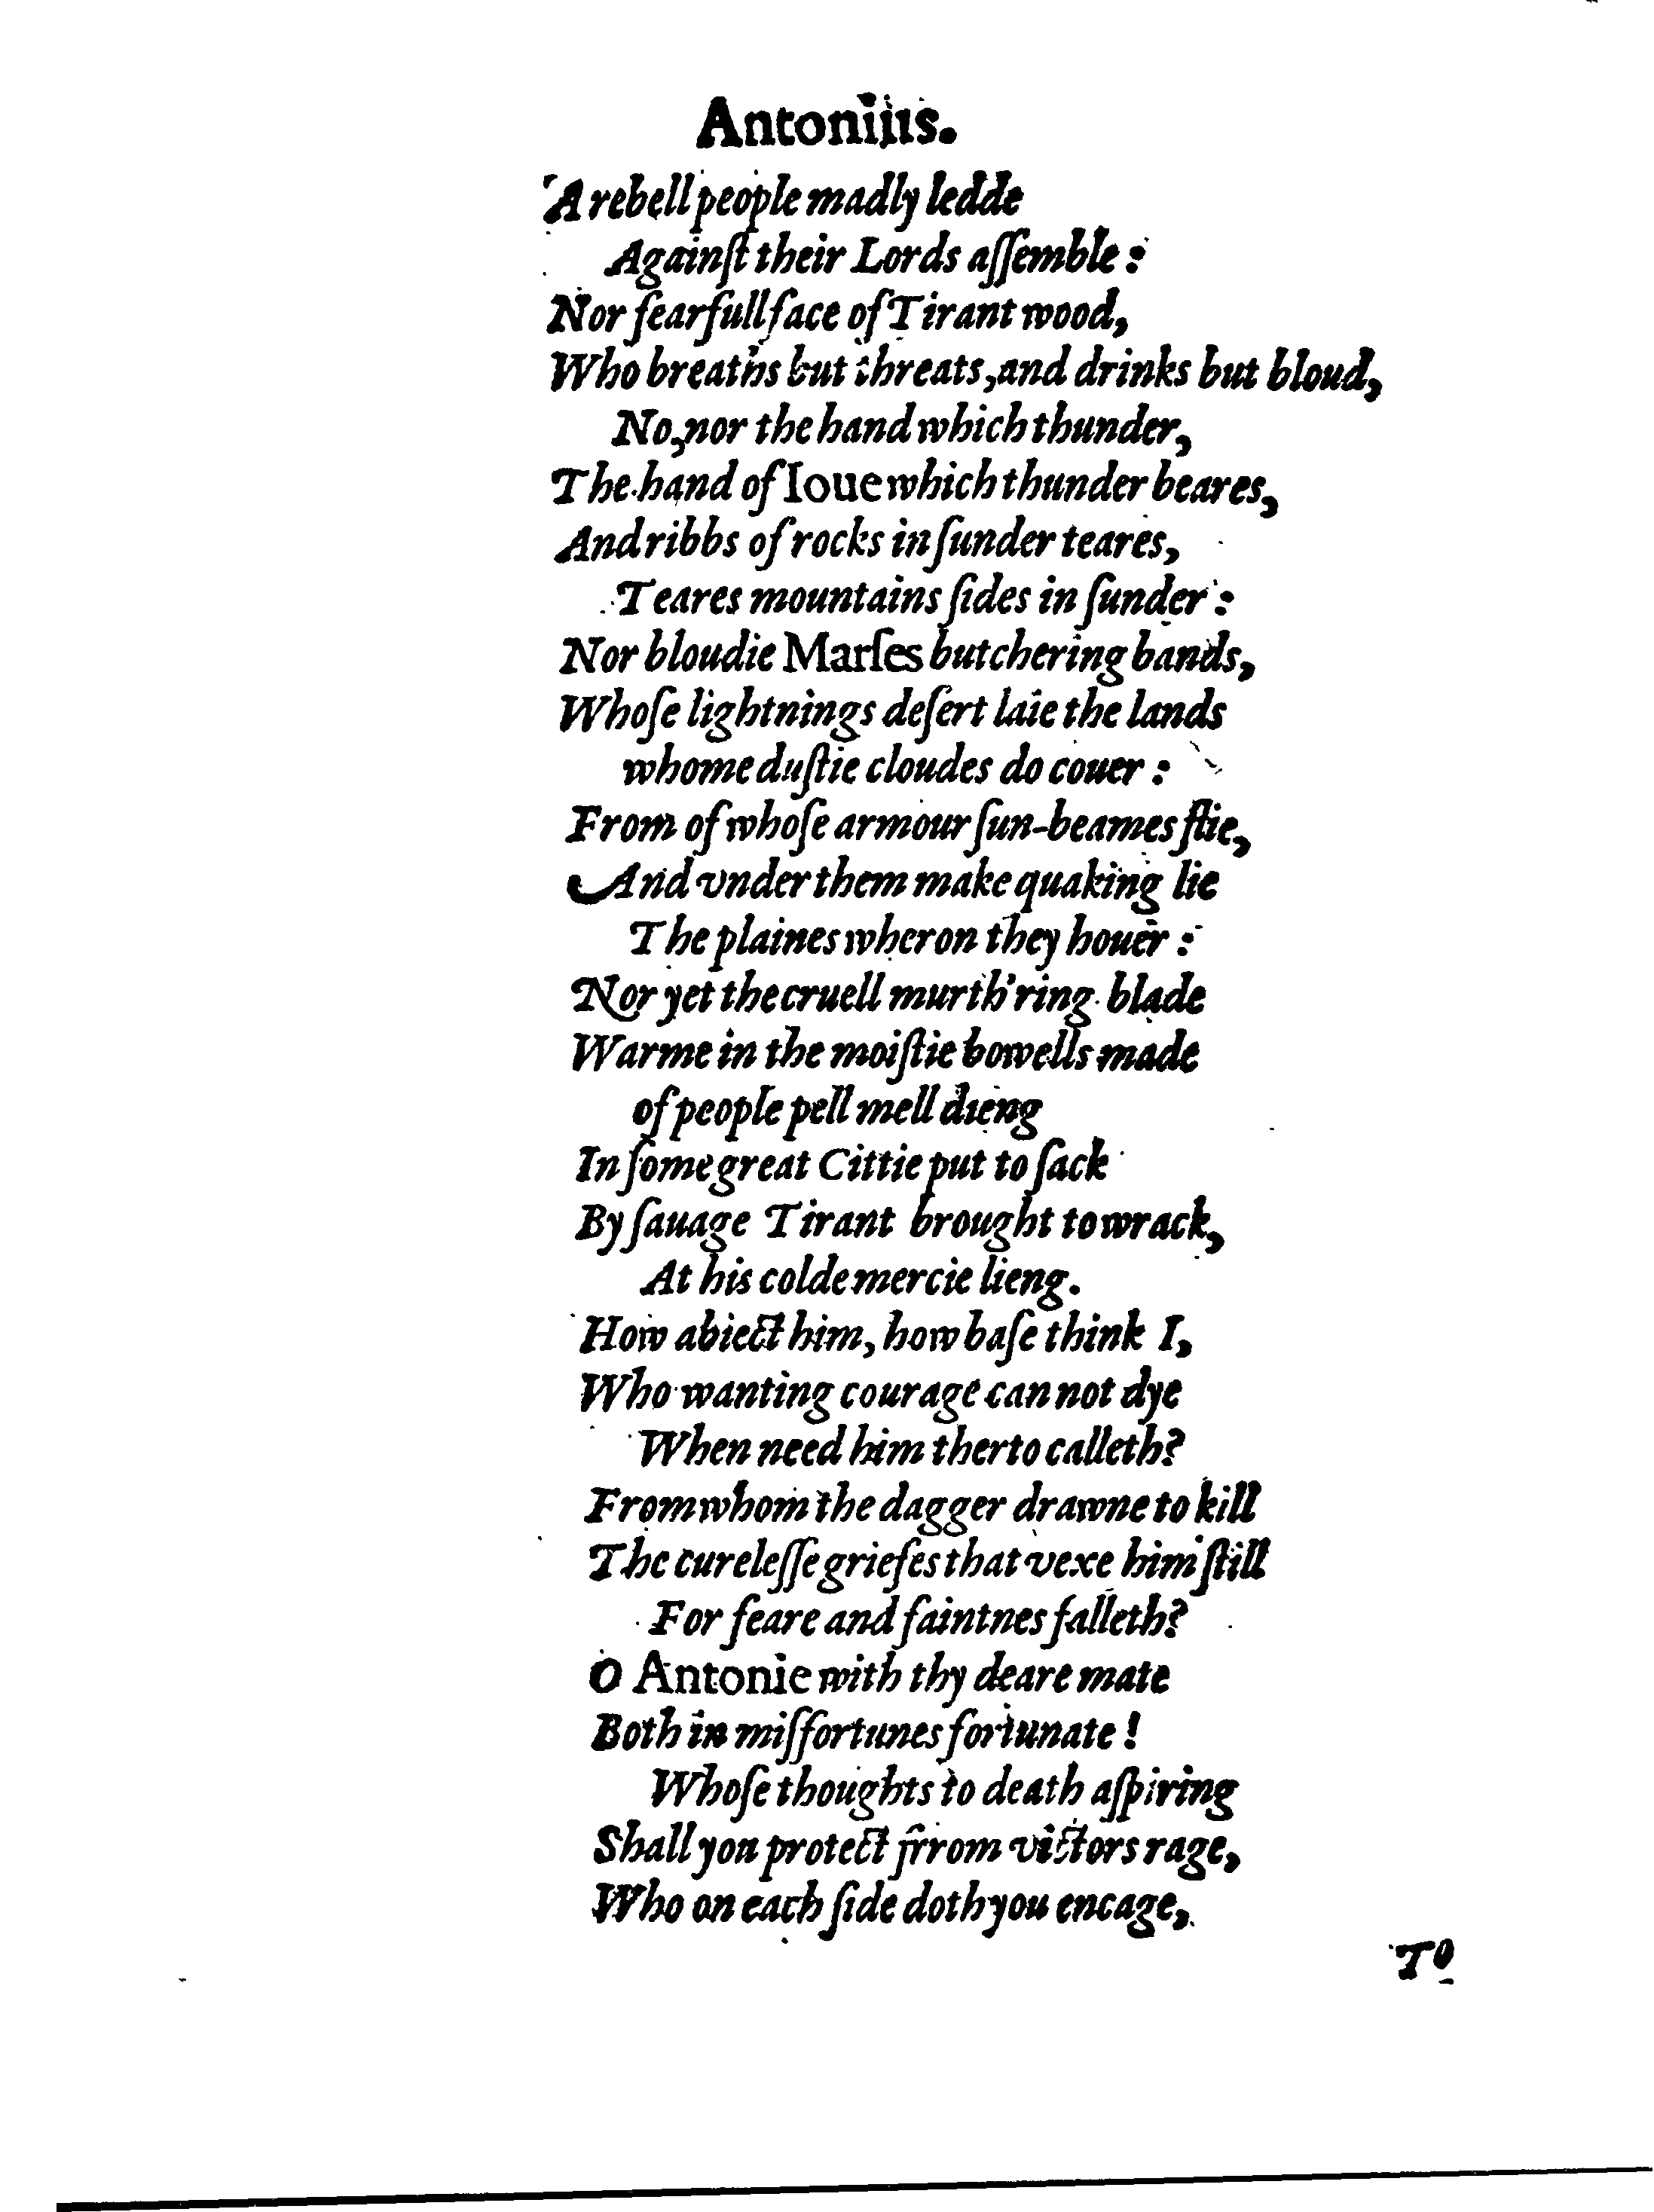 Antonius.
A rebell people madly ledde
Againſt their Lords aſſemble:
Nor fearfull face of Tirant wood,
Who breaths but threats, and drinks but bloud,
No, nor the hand which thunder,
The hand of Ioue which thunder beares,
And ribbs of rocks in ſunder teares,
Teares mountains ſides in ſunder:
Nor bloudie Marſes butchering bands,
Whoſe lightnings deſert laie the lands
whome duſtie cloudes do couer:
From of whoſe armour ſun-beames flie,
And vnder them make quaking lie
The plaines wheron they houer:
Nor yet the cruell murth'ring blade
Warme in the moiſtie bowells made
of people pell mell dieng
In ſome great Cittie put to ſack
By ſauage Tirant brought to wrack,
At his colde mercie lieng.
How abiect him, how baſe think I,
Who wanting courage can not dye
When need him therto calleth?
From whom the dagger drawne to kill
The cureleſſe griefes that vexe him ſtill
For feare and faintnes falleth?
O Antonie with thy deare mate
Both in miſfortunes fortunate!
Whoſe thoughts to death aſpiring
Shall you protect frrom victors rage,
Who on each ſide doth you encage,
To